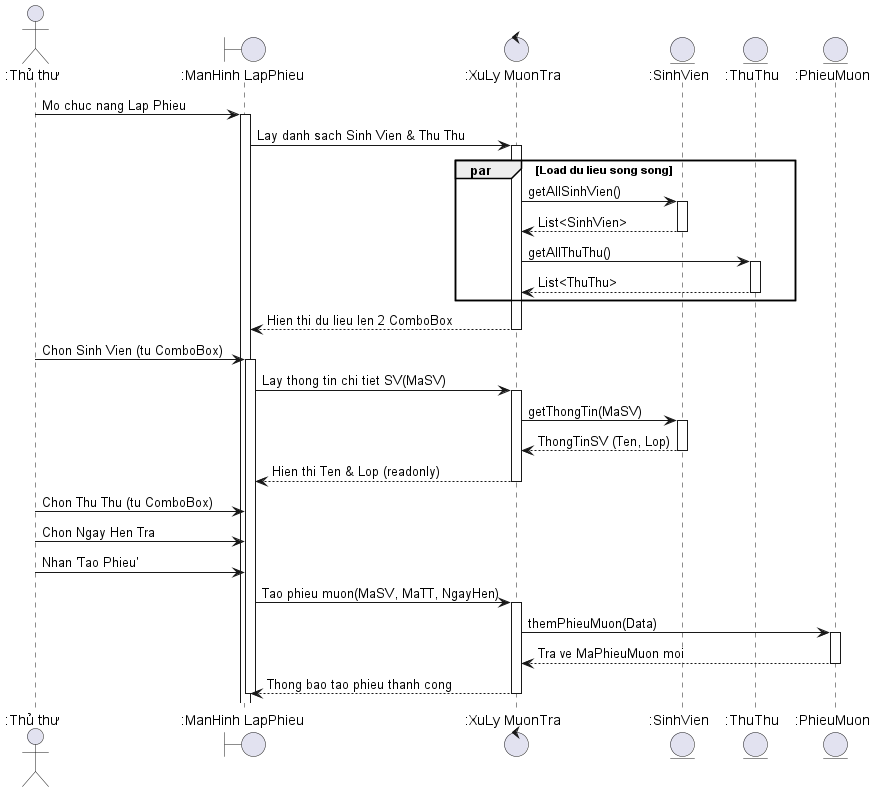 :Thủ thư
:ManHinh LapPhieu
:XuLy MuonTra
:SinhVien
:ThuThu
:PhieuMuon
Mo chuc nang Lap Phieu
Lay danh sach Sinh Vien & Thu Thu
par
[Load du lieu song song]
getAllSinhVien()
List<SinhVien>
getAllThuThu()
List<ThuThu>
Hien thi du lieu len 2 ComboBox
Chon Sinh Vien (tu ComboBox)
Lay thong tin chi tiet SV(MaSV)
getThongTin(MaSV)
ThongTinSV (Ten, Lop)
Hien thi Ten & Lop (readonly)
Chon Thu Thu (tu ComboBox)
Chon Ngay Hen Tra
Nhan 'Tao Phieu'
Tao phieu muon(MaSV, MaTT, NgayHen)
themPhieuMuon(Data)
Tra ve MaPhieuMuon moi
Thong bao tao phieu thanh cong
:Thủ thư
:ManHinh LapPhieu
:XuLy MuonTra
:SinhVien
:ThuThu
:PhieuMuon